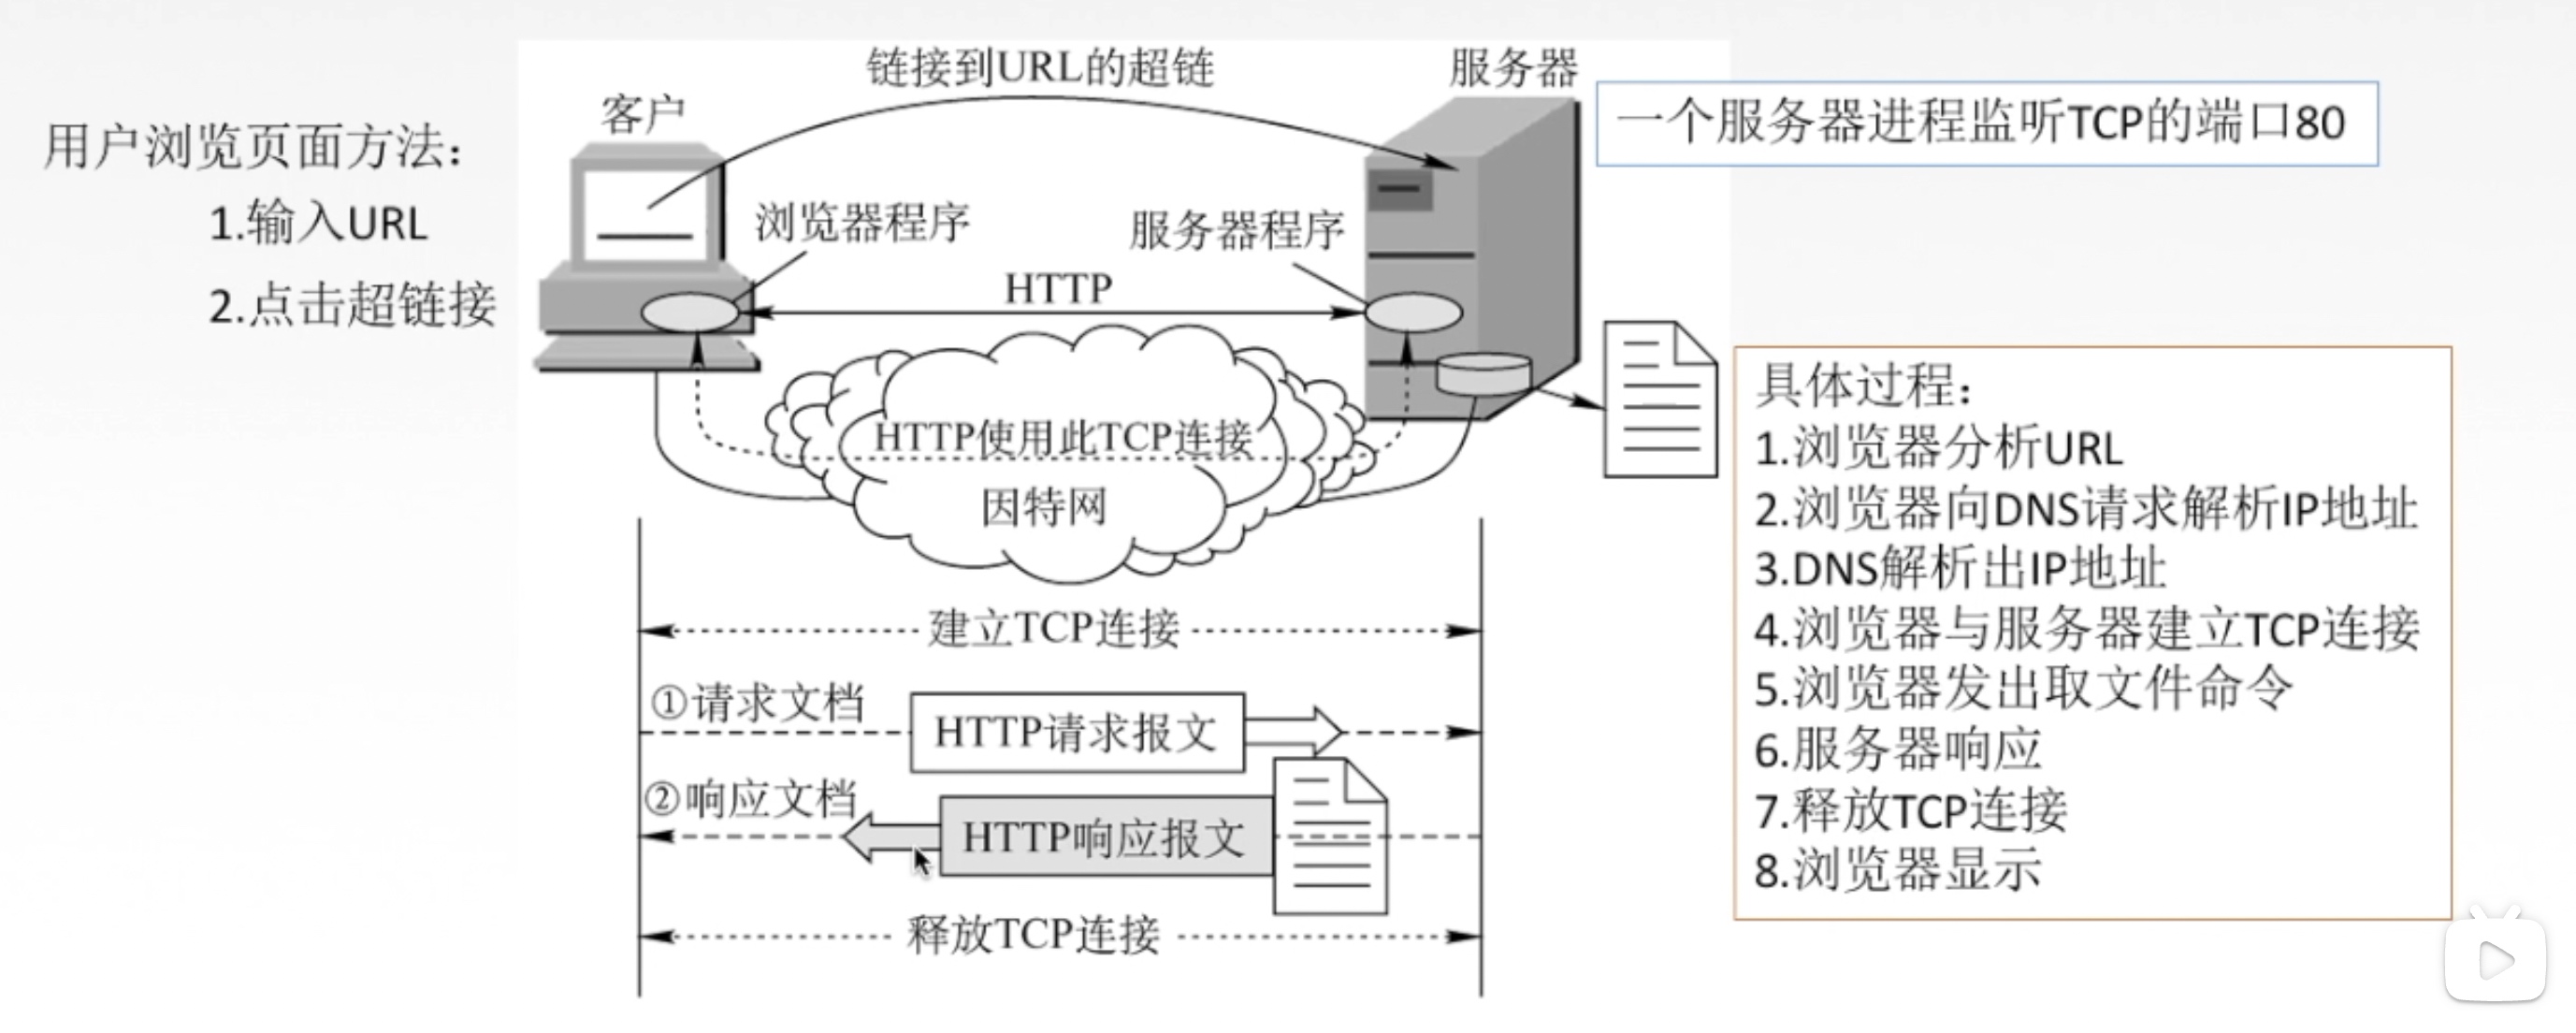 用户浏览页面方法：
1.输入URL
2.点击超链接
链接到URL的超链
客户
服务器
一个服务器进程监听TCP的端口80
浏览器程序
服务器程序
HTTP
HTTP使用此TCP连接
因特网
建立TCP连接
①请求文档
HTTP请求报文
②响应文档
HTTP响应报文
释放TCP连接
具体过程：
1.浏览器分析URL
2.浏览器向DNS请求解析IP地址
3.DNS解析出IP地址
4.浏览器与服务器建立TCP连接
5.浏览器发出取文件命令
6.服务器响应
7.释放TCP连接
8.浏览器显示